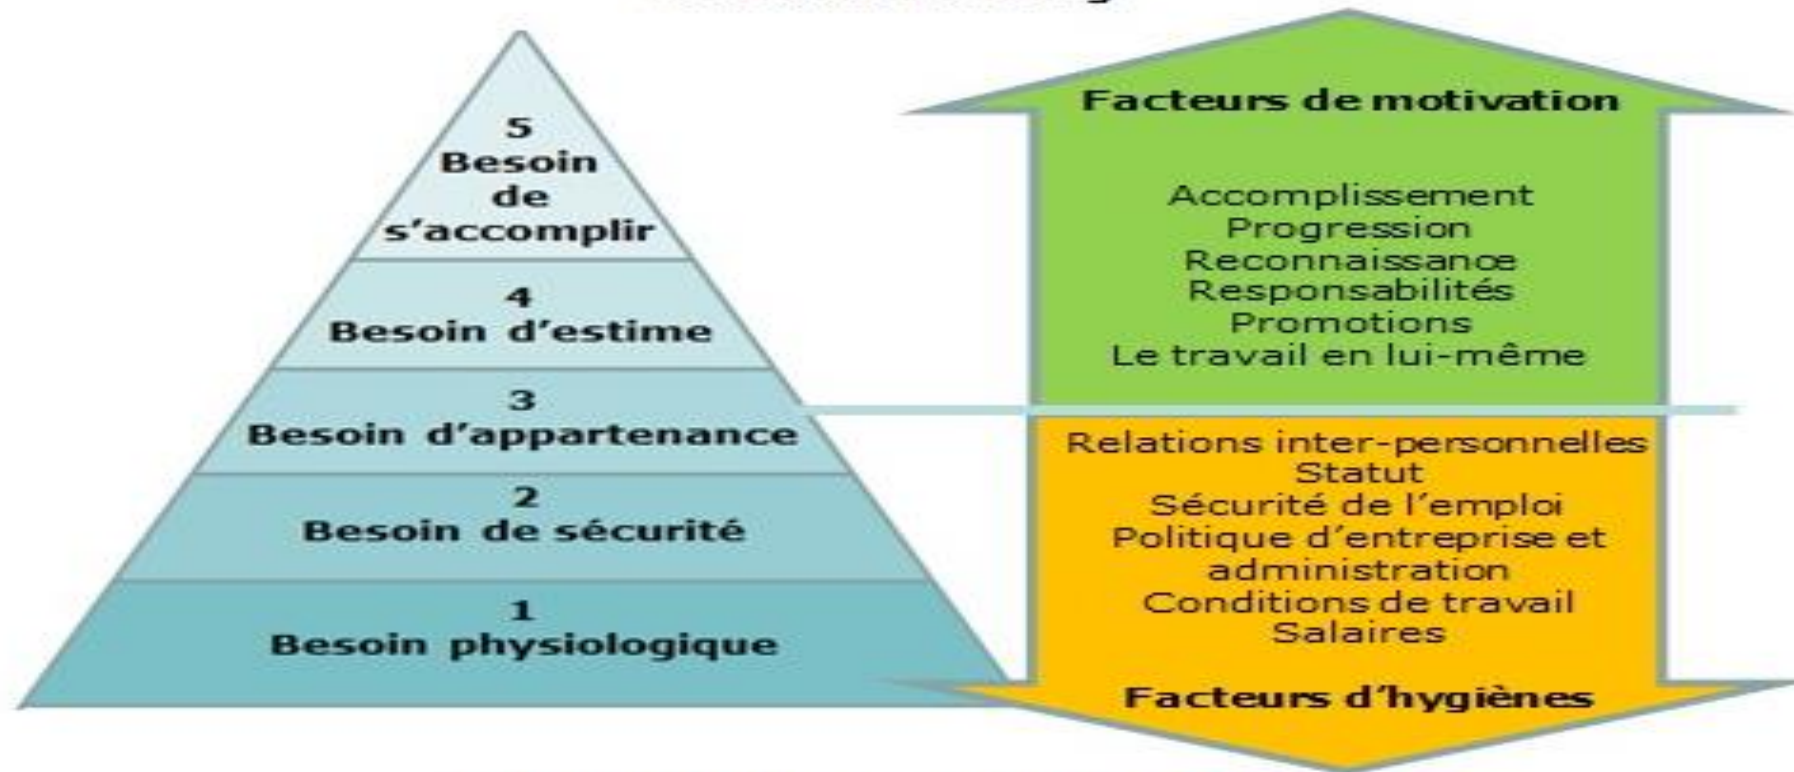 5
Besoin
de
s’accomplir
4
Besoin d’estime
3
Besoin d’appartenance
2
Besoin de sécurité
1
Besoin physiologique
Facteurs de motivation
Accomplissement
Progression
Reconnaissance
Responsabilités
Promotions
Le travail en lui-même
Relations inter-personnelles
Statut
Sécurité de l’emploi
Politique d’entreprise et
administration
Conditions de travail
Salaires
Facteurs d’hygiènes